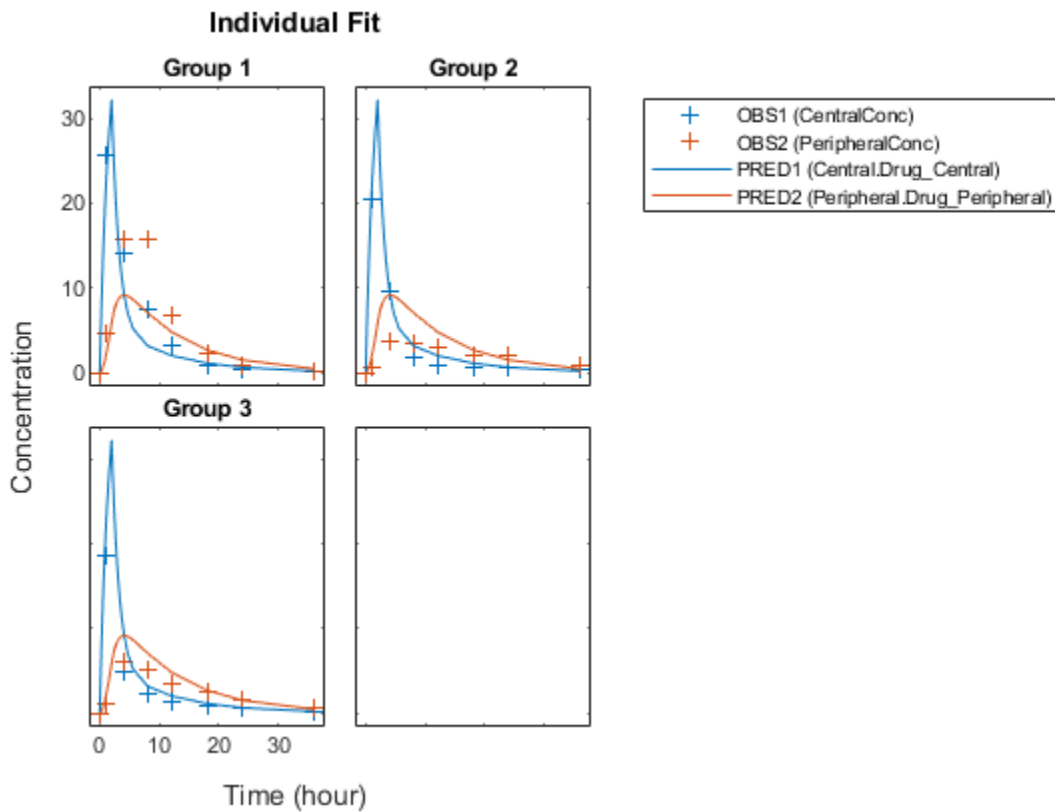 Individual Fit
Group 1
Group 2
OBS1 (CentralConc)
OBS2 (PeripheralConc)
PRED1 (Central.Drug_Central)
PRED2 (Peripheral.Drug_Peripheral)
30
20
10
0
Group 3
Concentration
0 10 20 30
Time (hour)